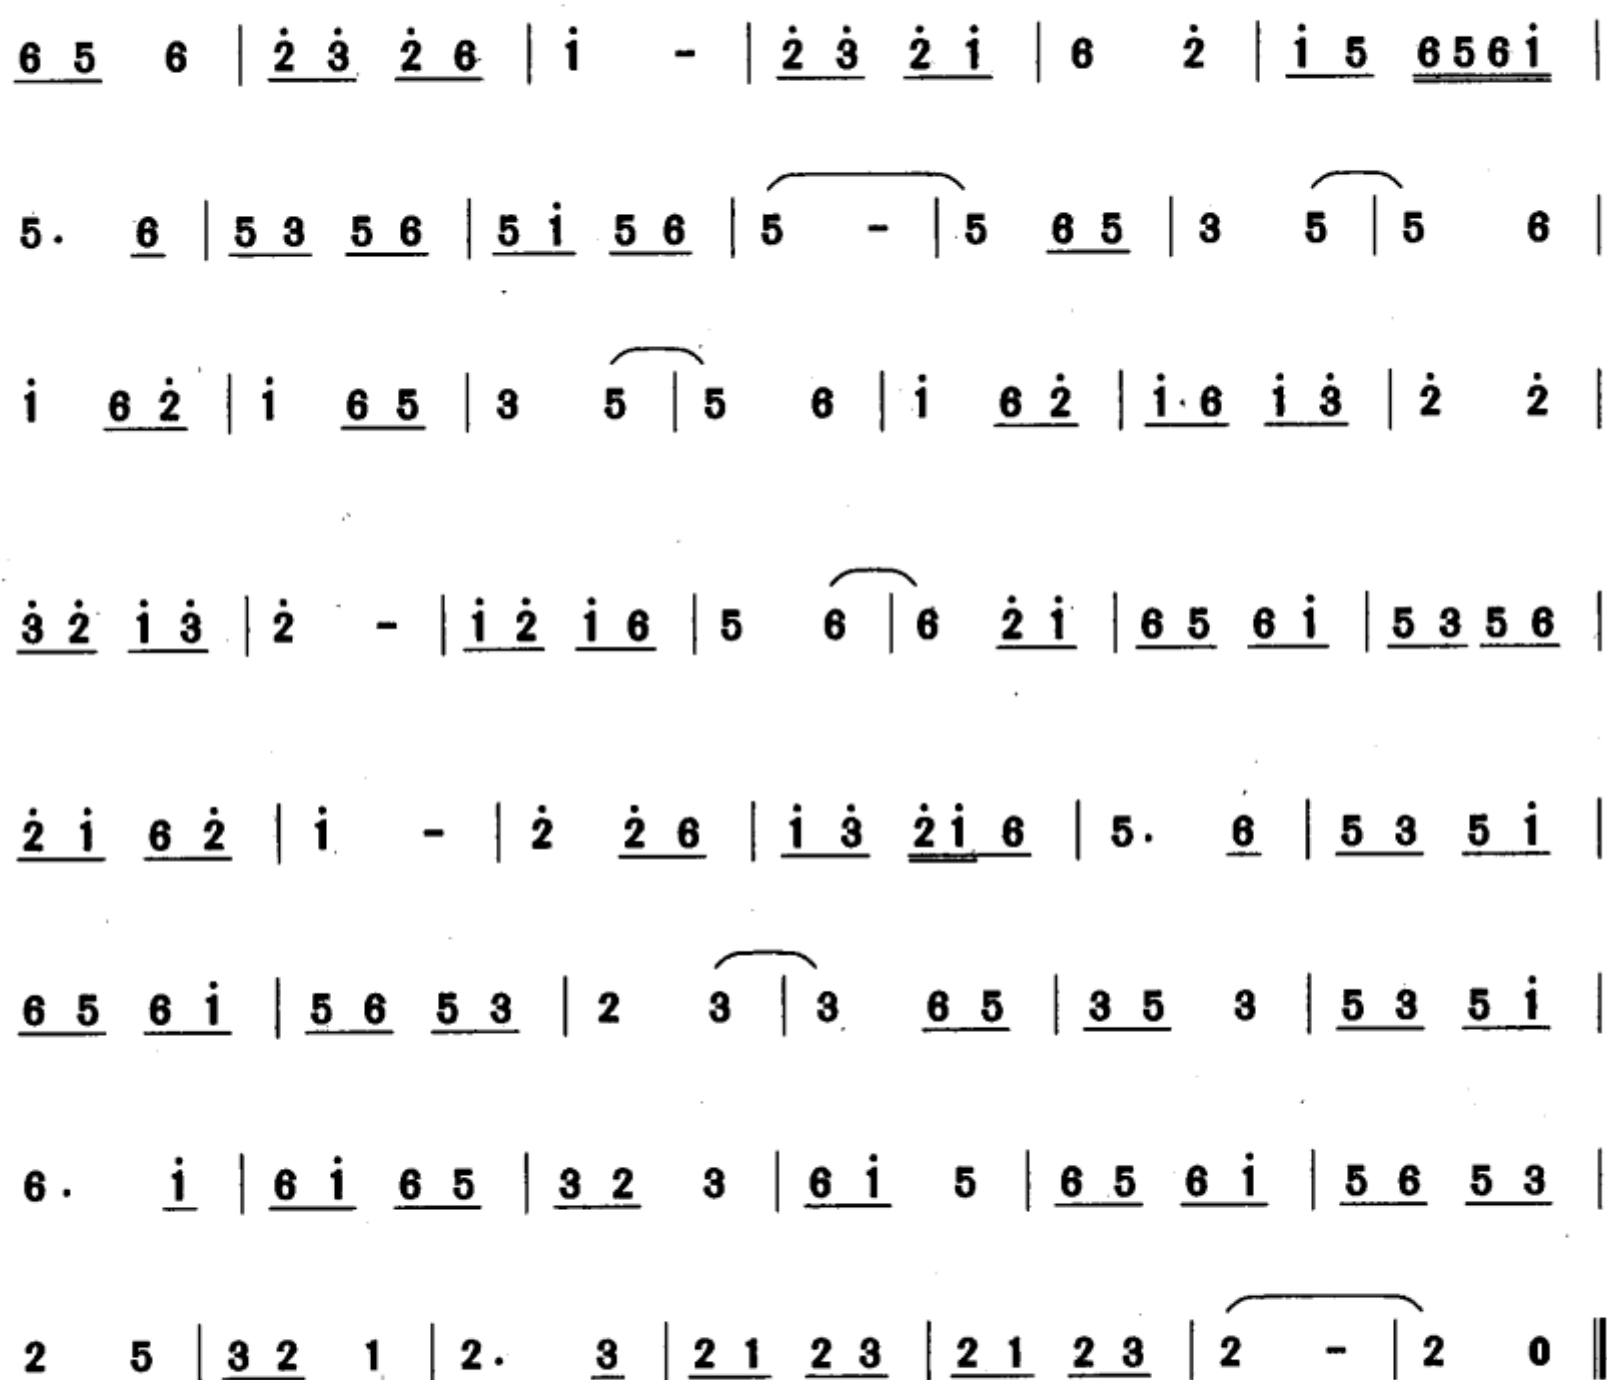 6 5 6 | 2̇ 3̇ 2̇ 6 | 1̇ - | 2̇ 3̇ 2̇ 1̇ | 6 2̇ | 1̇ 5 6561̇ |
5. 6 | 5 3 5 6 | 5 1̇ 5 6 | 5 - | 5 6 5 | 3 5 | 5 6 |
1̇ 6 2̇ | 1̇ 6 5 | 3 5 | 5 6 | 1̇ 6 2̇ | 1̇·6 1̇ 3̇ | 2̇ 2̇ |
3̇ 2̇ 1̇ 3̇ | 2̇ - | 1̇ 2̇ 1̇ 6 | 5 6 | 6 2̇ 1̇ | 6 5 6 1̇ | 5 3 5 6 |
2̇ 1̇ 6 2̇ | 1̇ - | 2̇ 2̇ 6 | 1̇ 3̇ 2̇1̇ 6 | 5. 6 | 5 3 5 1̇ |
6 5 6 1̇ | 5 6 5 3 | 2 3 | 3 6 5 | 3 5 3 | 5 3 5 1̇ |
6. 1̇ | 6 1̇ 6 5 | 3 2 3 | 6 1̇ 5 | 6 5 6 1̇ | 5 6 5 3 |
2 5 | 3 2 1 | 2. 3 | 2 1 2 3 | 2 1 2 3 | 2 - | 2 0 ‖